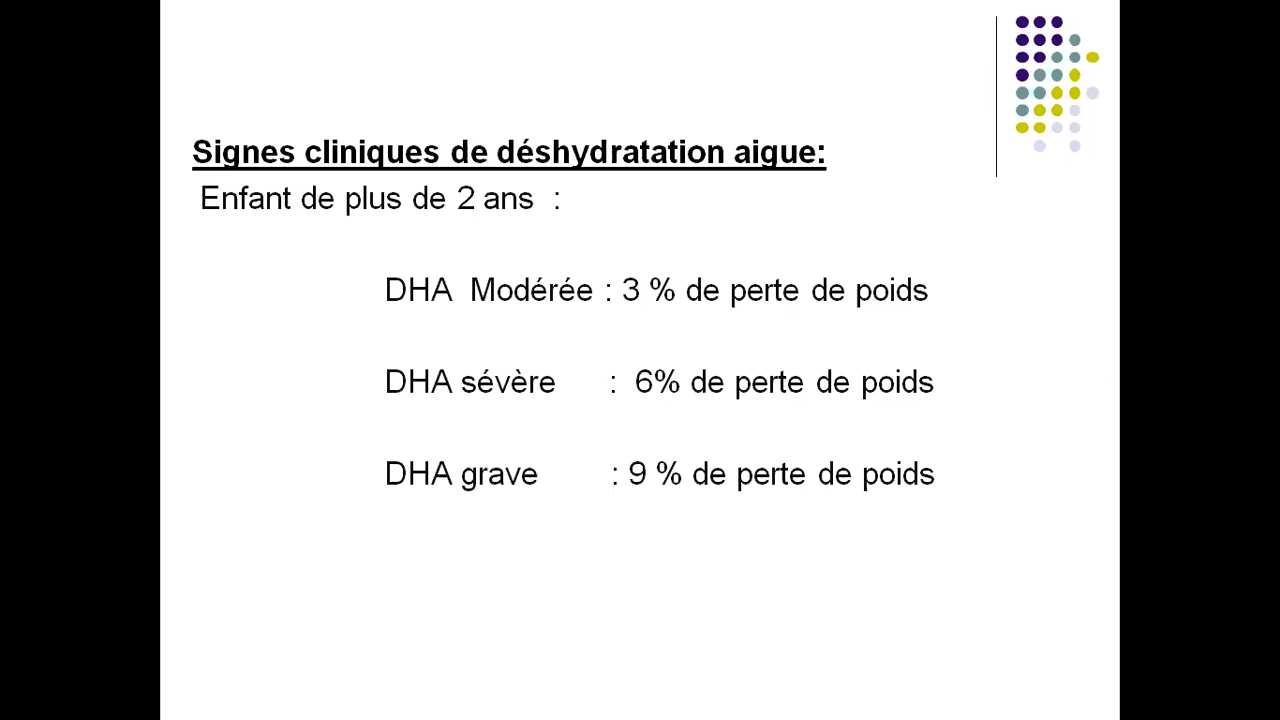 Signes cliniques de déshydratation aigue:
Enfant de plus de 2 ans :
DHA Modérée : 3 % de perte de poids
DHA sévère : 6% de perte de poids
DHA grave : 9 % de perte de poids